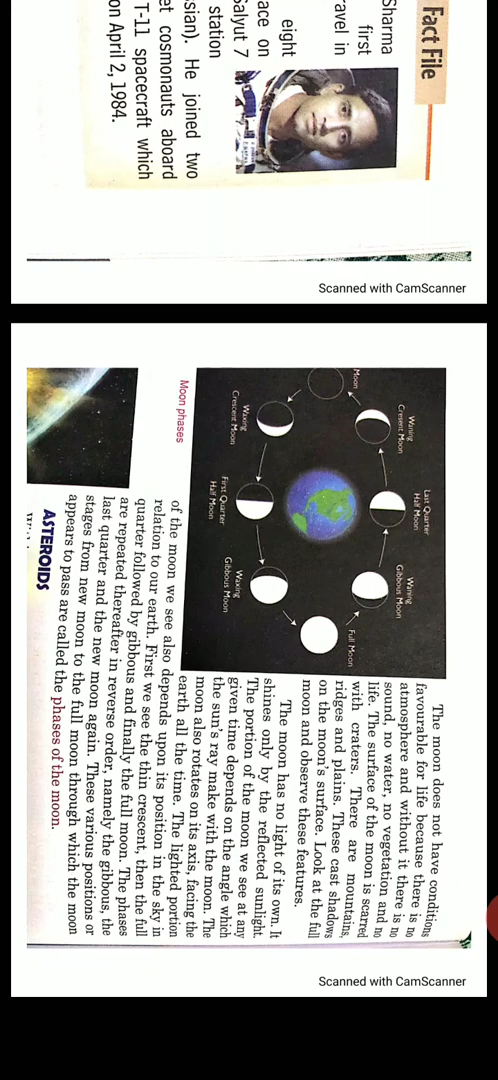 Fact File
Sharma
first
ravel in
eight
ace on
Salyut 7
station
sian). He joined two
et cosmonauts aboard
T-11 spacecraft which
on April 2, 1984.
Scanned with CamScanner
Moon
Waning
Cresent Moon
Last Quarter
Half Moon
Waning
Gibbous Moon
Full Moon
Waxing
Crescent Moon
First Quarter
Half Moon
Waxing
Gibbous Moon
Moon phases
The moon does not have conditions
favourable for life because there is no
atmosphere and without it there is no
sound, no water, no vegetation and no
life. The surface of the moon is scarred
with craters. There are mountains,
ridges and plains. These cast shadows
on the moon's surface. Look at the full
moon and observe these features.
The moon has no light of its own. It
shines only by the reflected sunlight.
The portion of the moon we see at any
given time depends on the angle which
the sun's ray make with the moon. The
moon also rotates on its axis, facing the
earth all the time. The lighted portion
of the moon we see also depends upon its position in the sky in
relation to our earth. First we see the thin crescent, then the full
quarter followed by gibbous and finally the full moon. The phases
are repeated thereafter in reverse order, namely the gibbous, the
last quarter and the new moon again. These various positions or
stages from new moon to the full moon through which the moon
appears to pass are called the phases of the moon.
ASTEROIDS
Scanned with CamScanner